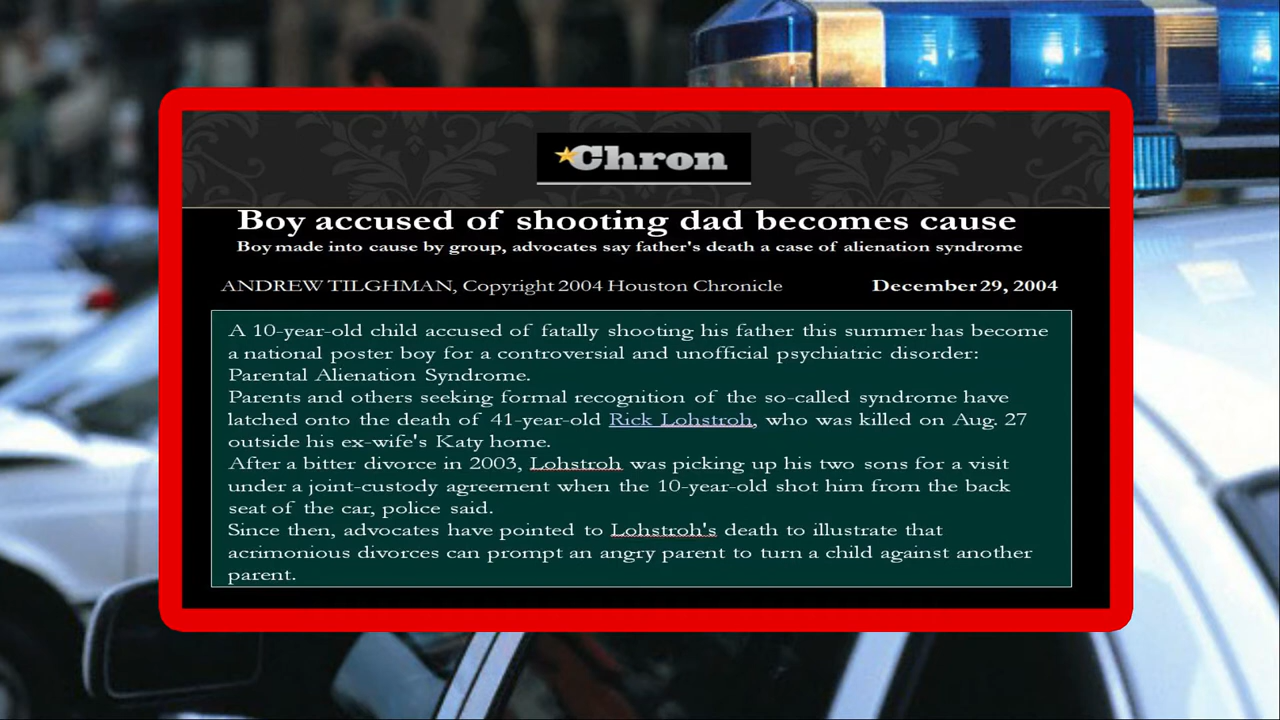 Chron
Boy accused of shooting dad becomes cause
Boy made into cause by group, advocates say father's death a case of alienation syndrome
ANDREW TILGHMAN, Copyright 2004 Houston Chronicle December 29, 2004
A 10-year-old child accused of fatally shooting his father this summer has become
a national poster boy for a controversial and unofficial psychiatric disorder:
Parental Alienation Syndrome.
Parents and others seeking formal recognition of the so-called syndrome have
latched onto the death of 41-year-old Rick Lohstroh, who was killed on Aug. 27
outside his ex-wife's Katy home.
After a bitter divorce in 2003, Lohstroh was picking up his two sons for a visit
under a joint-custody agreement when the 10-year-old shot him from the back
seat of the car, police said.
Since then, advocates have pointed to Lohstroh's death to illustrate that
acrimonious divorces can prompt an angry parent to turn a child against another
parent.